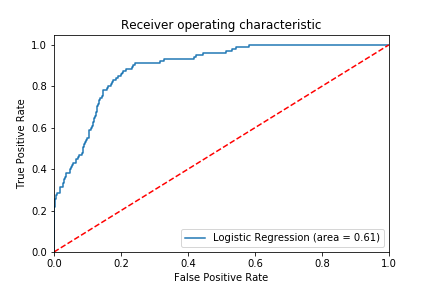 Receiver operating characteristic
1.0
0.8
0.6
0.4
0.2
0.0
True Positive Rate
Logistic Regression (area = 0.61)
0.0 0.2 0.4 0.6 0.8 1.0
False Positive Rate